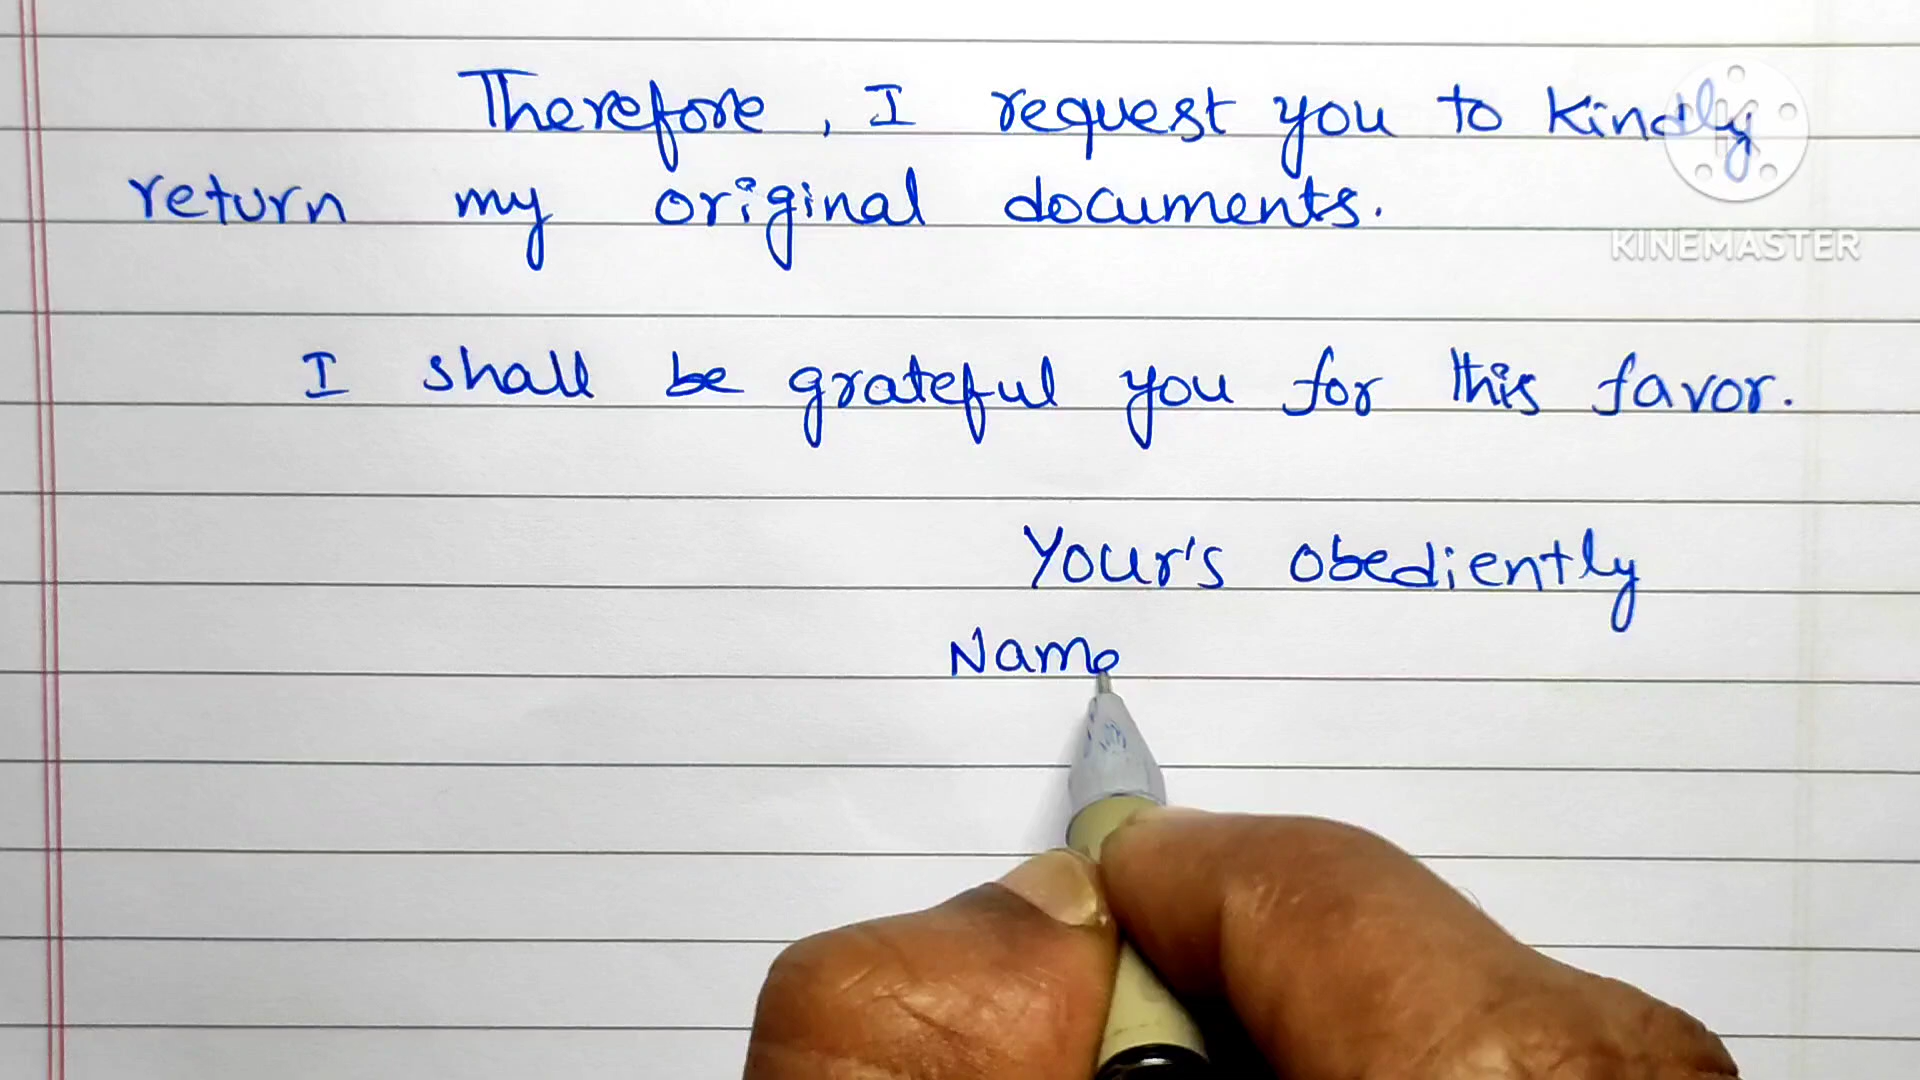 Therefore, I request you to kindly
KINEMASTER
return my original documents.
I shall be grateful you for this favor.
Your's obediently
Name